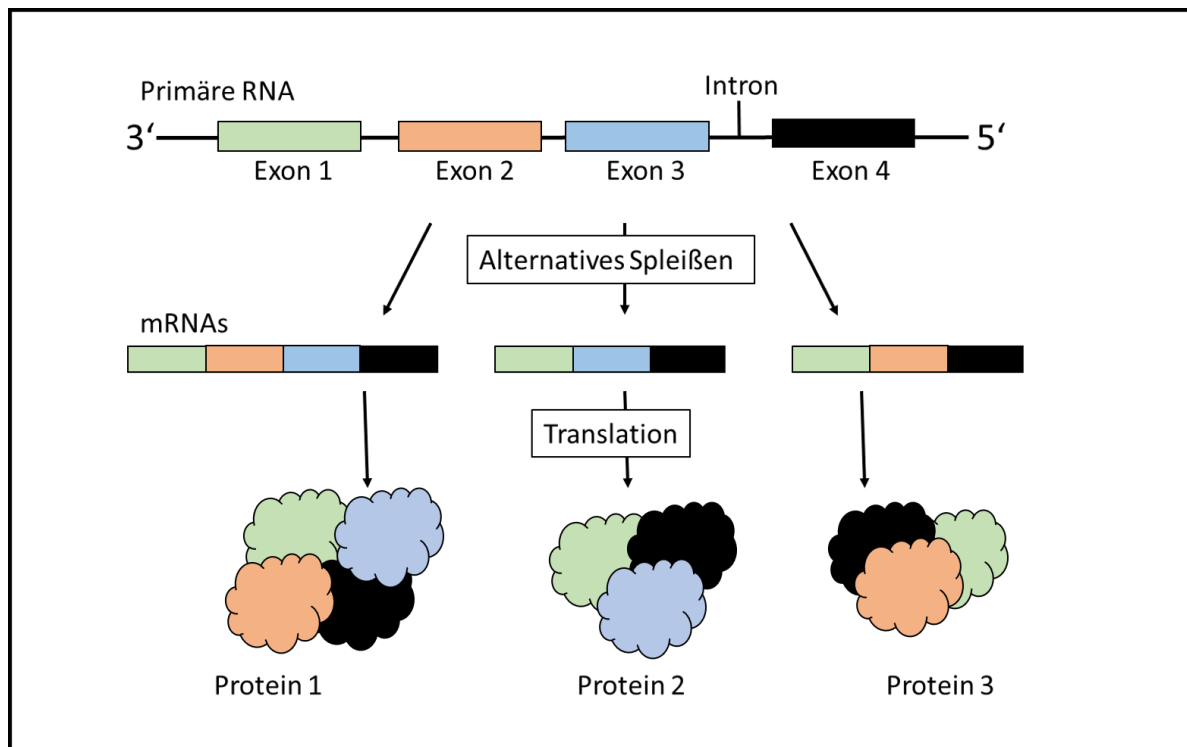 Primäre RNA
Intron
3‘
5‘
Exon 1
Exon 2
Exon 3
Exon 4
Alternatives Spleißen
mRNAs
Translation
Protein 1
Protein 2
Protein 3